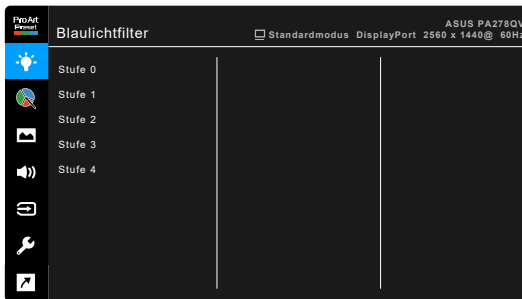 ProArt
Preset
Blaulichtfilter
ASUS PA278QV
Standardmodus DisplayPort 2560 x 1440@ 60Hz
Stufe 0
Stufe 1
Stufe 2
Stufe 3
Stufe 4